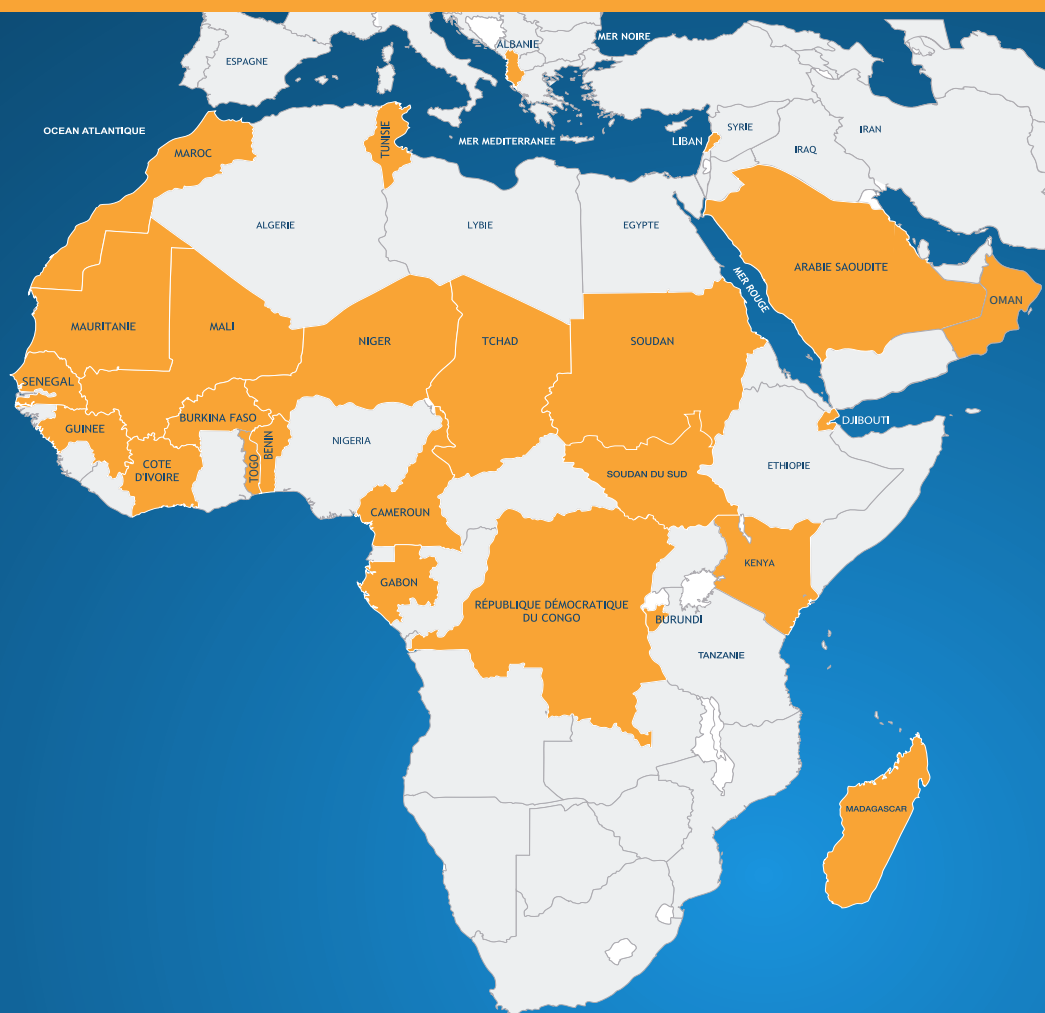 MER NOIRE
ALBANIE
ESPAGNE
OCEAN ATLANTIQUE
TUNISIE
MER MEDITERRANEE
LIBAN
SYRIE
IRAN
IRAQ
MAROC
ALGERIE
LYBIE
EGYPTE
MER ROUGE
ARABIE SAOUDITE
OMAN
MAURITANIE
MALI
NIGER
TCHAD
SOUDAN
SENEGAL
BURKINA FASO
GUINEE
BENIN
NIGERIA
DJIBOUTI
COTE
D'IVOIRE
TOGO
ETHIOPIE
SOUDAN DU SUD
CAMEROUN
KENYA
GABON
RÉPUBLIQUE DÉMOCRATIQUE
DU CONGO
BURUNDI
TANZANIE
MADAGASCAR